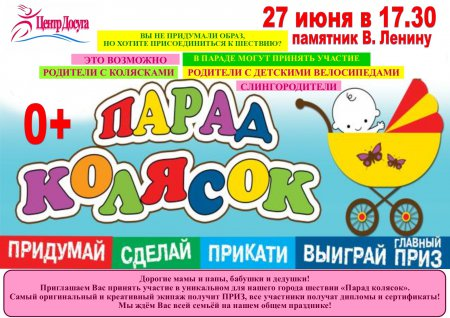 Центр Досуга
27 июня в 17.30
памятник В. Ленину
ВЫ НЕ ПРИДУМАЛИ ОБРАЗ,
НО ХОТИТЕ ПРИСОЕДИНИТЬСЯ К ШЕСТВИЮ?
ЭТО ВОЗМОЖНО
В ПАРАДЕ МОГУТ ПРИНЯТЬ УЧАСТИЕ
РОДИТЕЛИ С КОЛЯСКАМИ
РОДИТЕЛИ С ДЕТСКИМИ ВЕЛОСИПЕДАМИ
СЛИНГОРОДИТЕЛИ
0+
ПАРАД
КОЛЯСОК
ПРИДУМАЙ СДЕЛАЙ ПРИКАТИ ВЫИГРАЙ ГЛАВНЫЙ ПРИЗ
Дорогие мамы и папы, бабушки и дедушки!
Приглашаем Вас принять участие в уникальном для нашего города шествии «Парад колясок».
Самый оригинальный и креативный экипаж получит ПРИЗ, все участники получат дипломы и сертификаты!
Мы ждём Вас всей семьёй на нашем общем празднике!